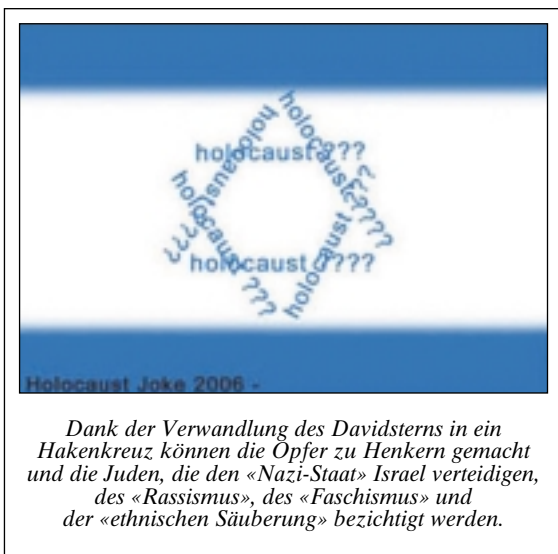 holocaust ???
holocaust ????
holocaust ???
holocaust ????
holocaust ????
holocaust ???
Holocaust Joke 2006 -
Dank der Verwandlung des Davidsterns in ein
Hakenkreuz können die Opfer zu Henkern gemacht
und die Juden, die den «Nazi-Staat» Israel verteidigen,
des «Rassismus», des «Faschismus» und
der «ethnischen Säuberung» bezichtigt werden.